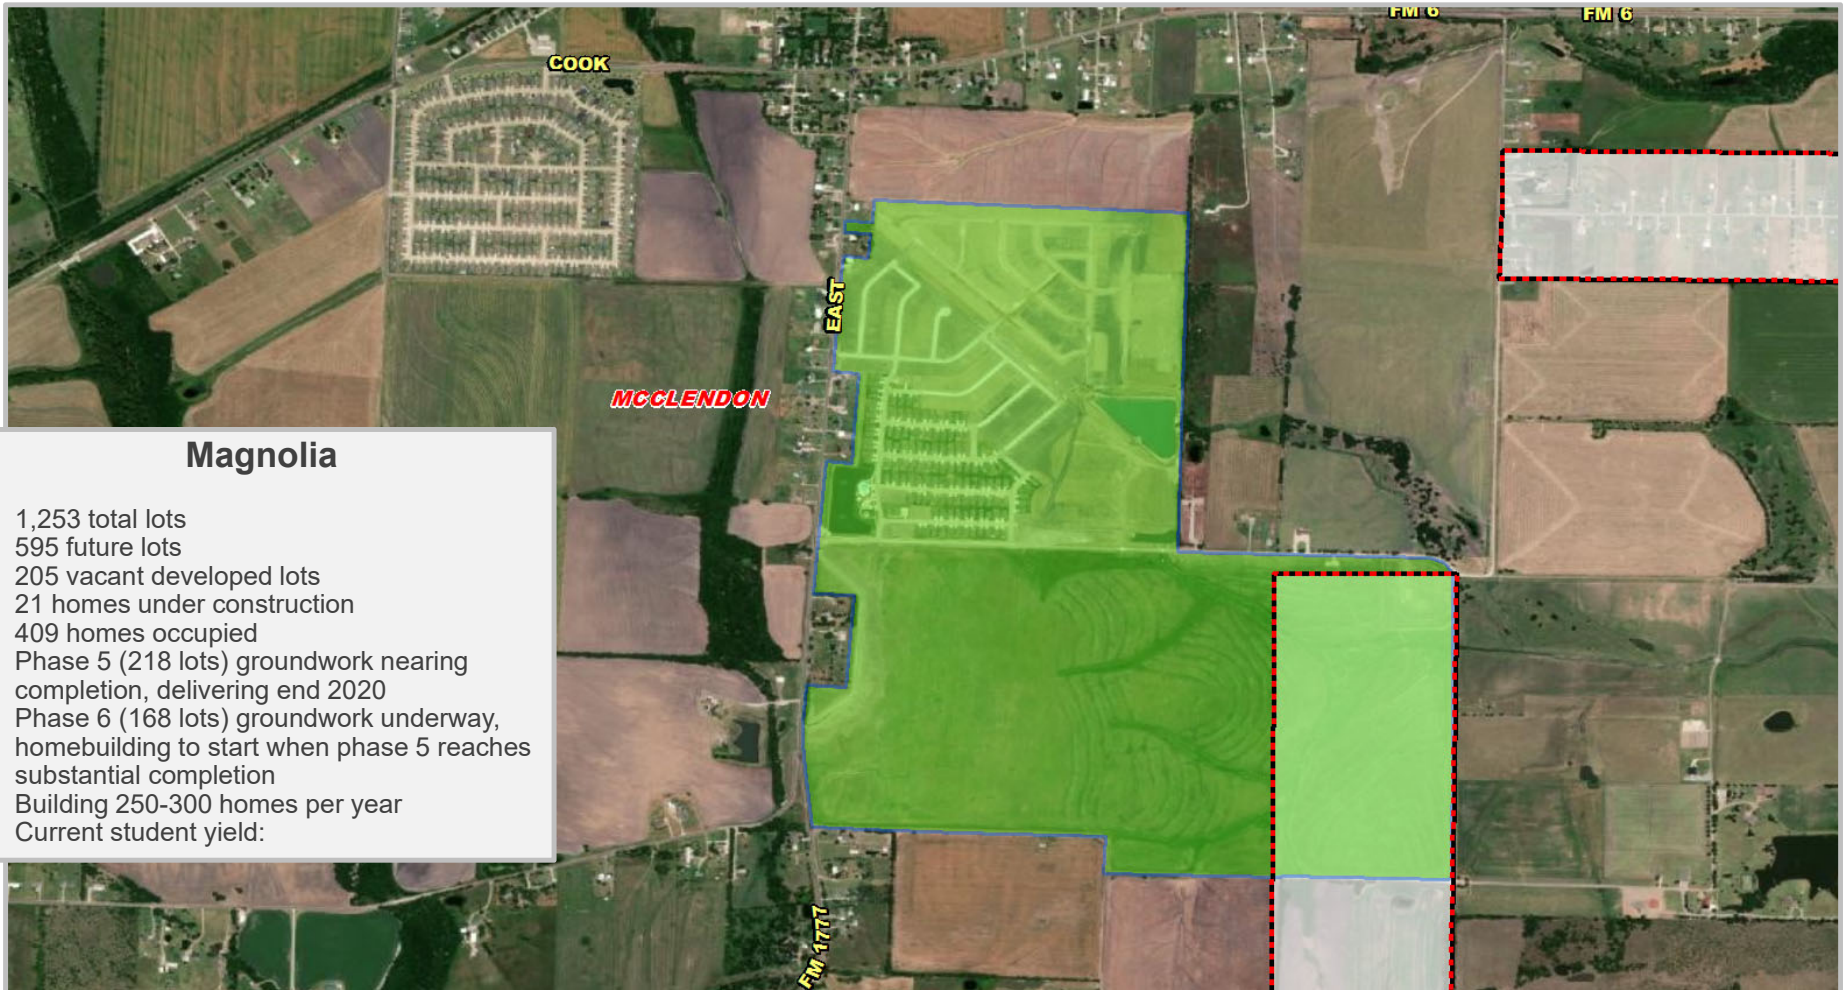 FM 6
FM 6
COOK
EAST
MCCLENDON
Magnolia
1,253 total lots
595 future lots
205 vacant developed lots
21 homes under construction
409 homes occupied
Phase 5 (218 lots) groundwork nearing
completion, delivering end 2020
Phase 6 (168 lots) groundwork underway,
homebuilding to start when phase 5 reaches
substantial completion
Building 250-300 homes per year
Current student yield:
FM 1777